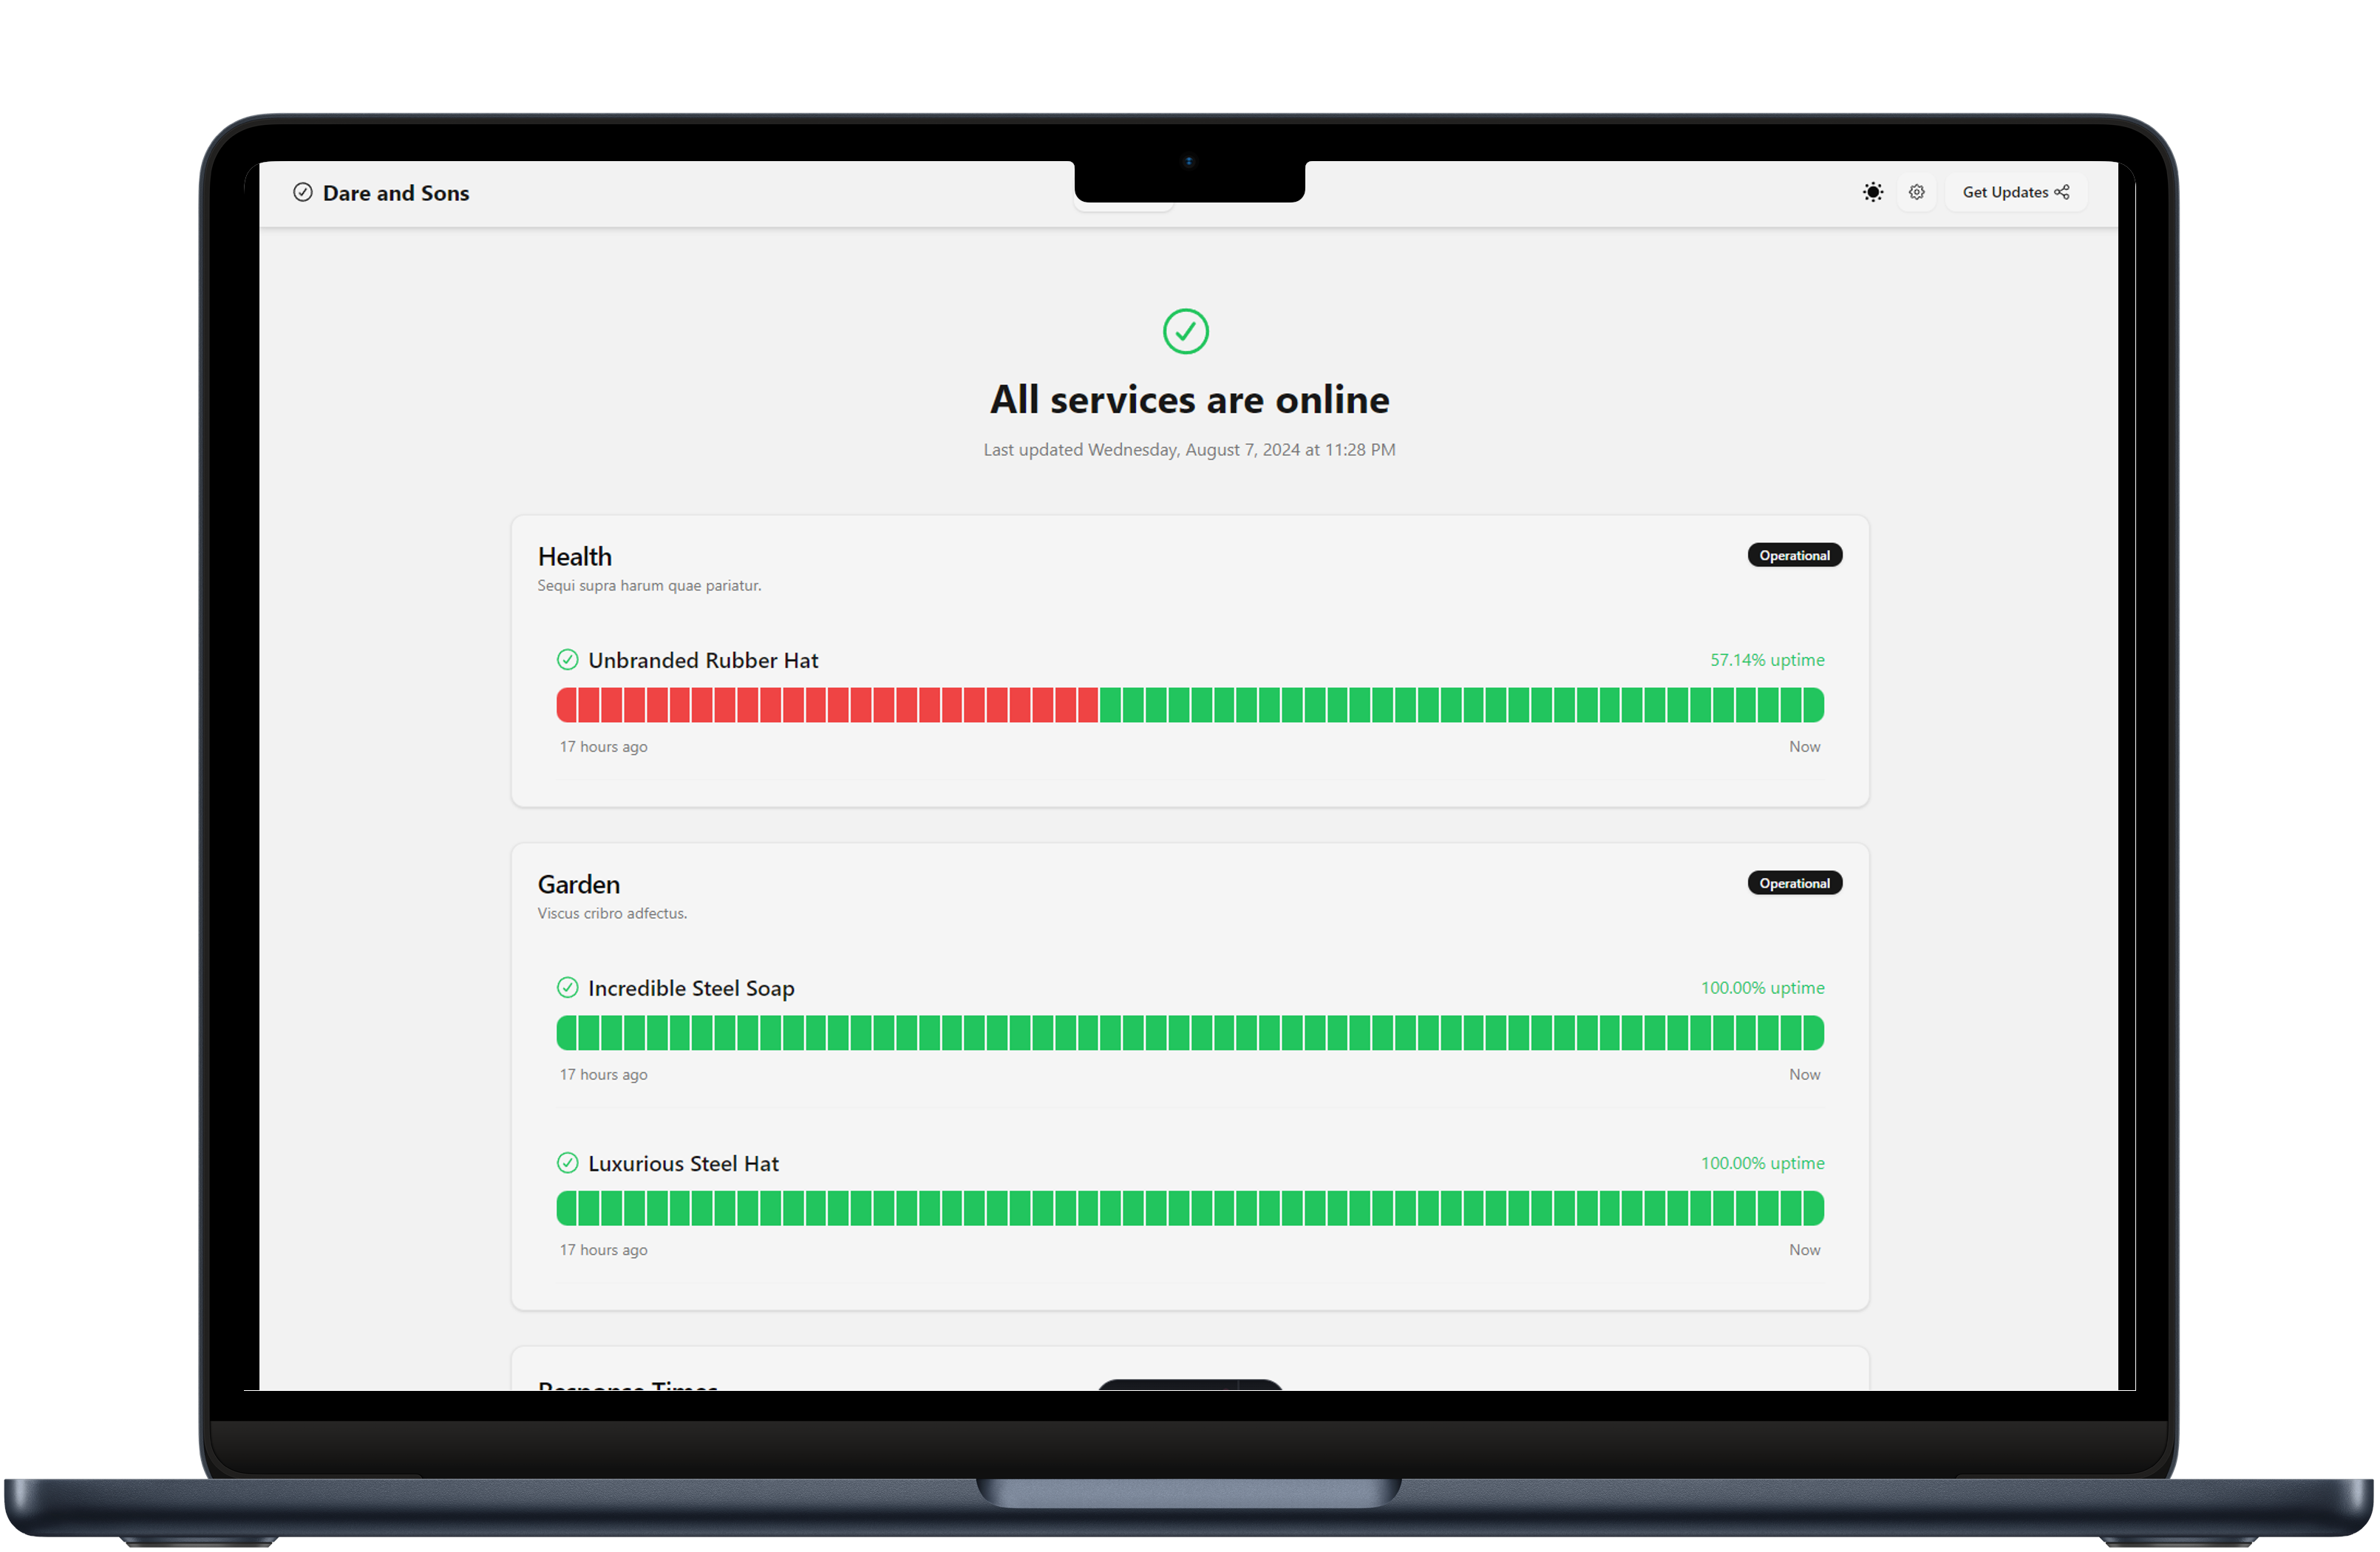 Dare and Sons
Get Updates
All services are online
Last updated Wednesday, August 7, 2024 at 11:28 PM
Health
Operational
Sequi supra harum quae pariatur.
Unbranded Rubber Hat
57.14% uptime
17 hours ago
Now
Garden
Operational
Viscus cribro adfectus.
Incredible Steel Soap
100.00% uptime
17 hours ago
Now
Luxurious Steel Hat
100.00% uptime
17 hours ago
Now
Response Times